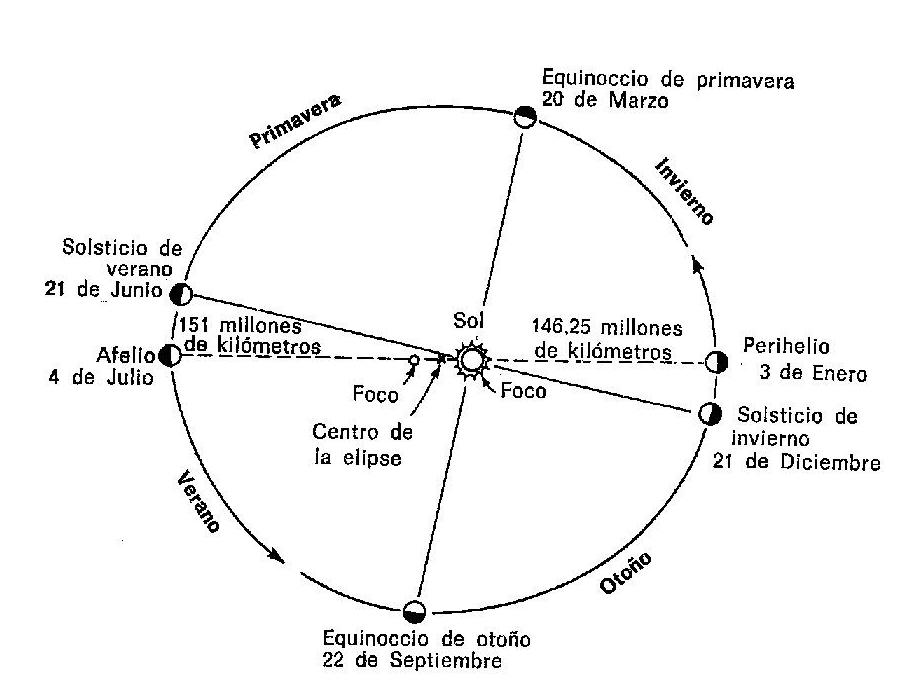 Equinoccio de primavera
20 de Marzo
Primavera
Invierno
Solsticio de
verano
21 de Junio
Sol
151 millones
de kilómetros
146,25 millones
de kilómetros
Afelio
4 de Julio
Perihelio
3 de Enero
Foco
Foco
Centro de
la elipse
Solsticio de
invierno
21 de Diciembre
Verano
Otoño
Equinoccio de otoño
22 de Septiembre